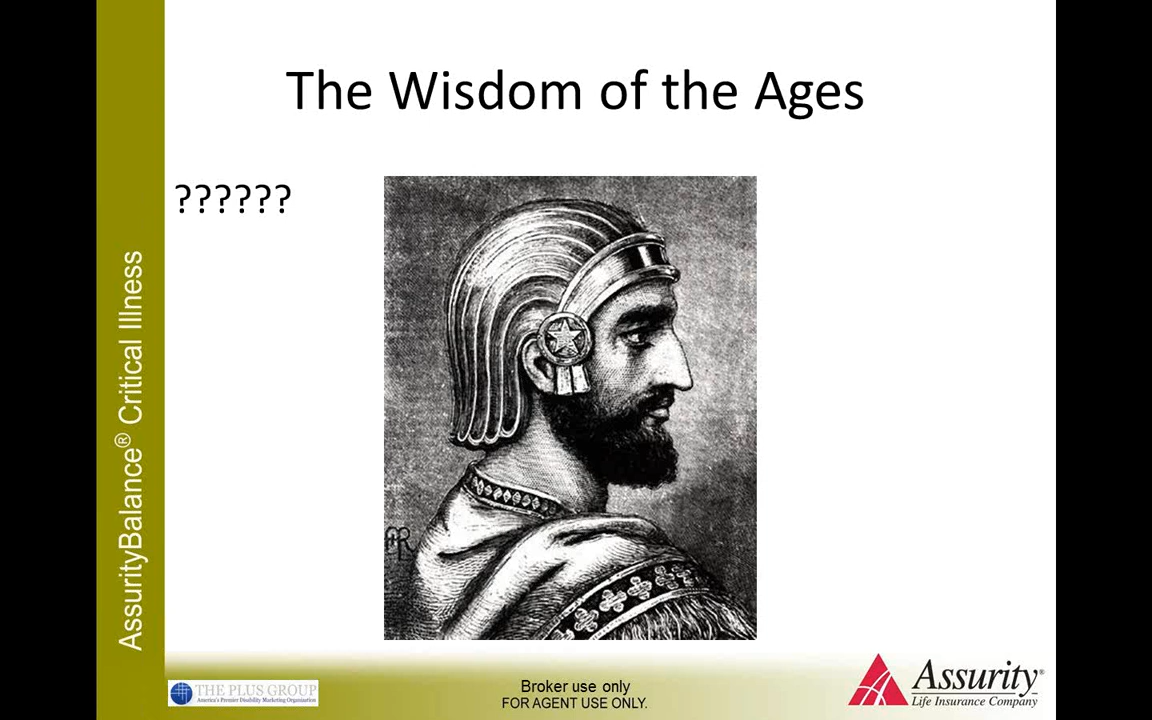 The Wisdom of the Ages
??????
AssurityBalance® Critical Illness
THE PLUS GROUP
America's Premier Disability Marketing Organization
Broker use only
FOR AGENT USE ONLY.
Assurity®
Life Insurance Company